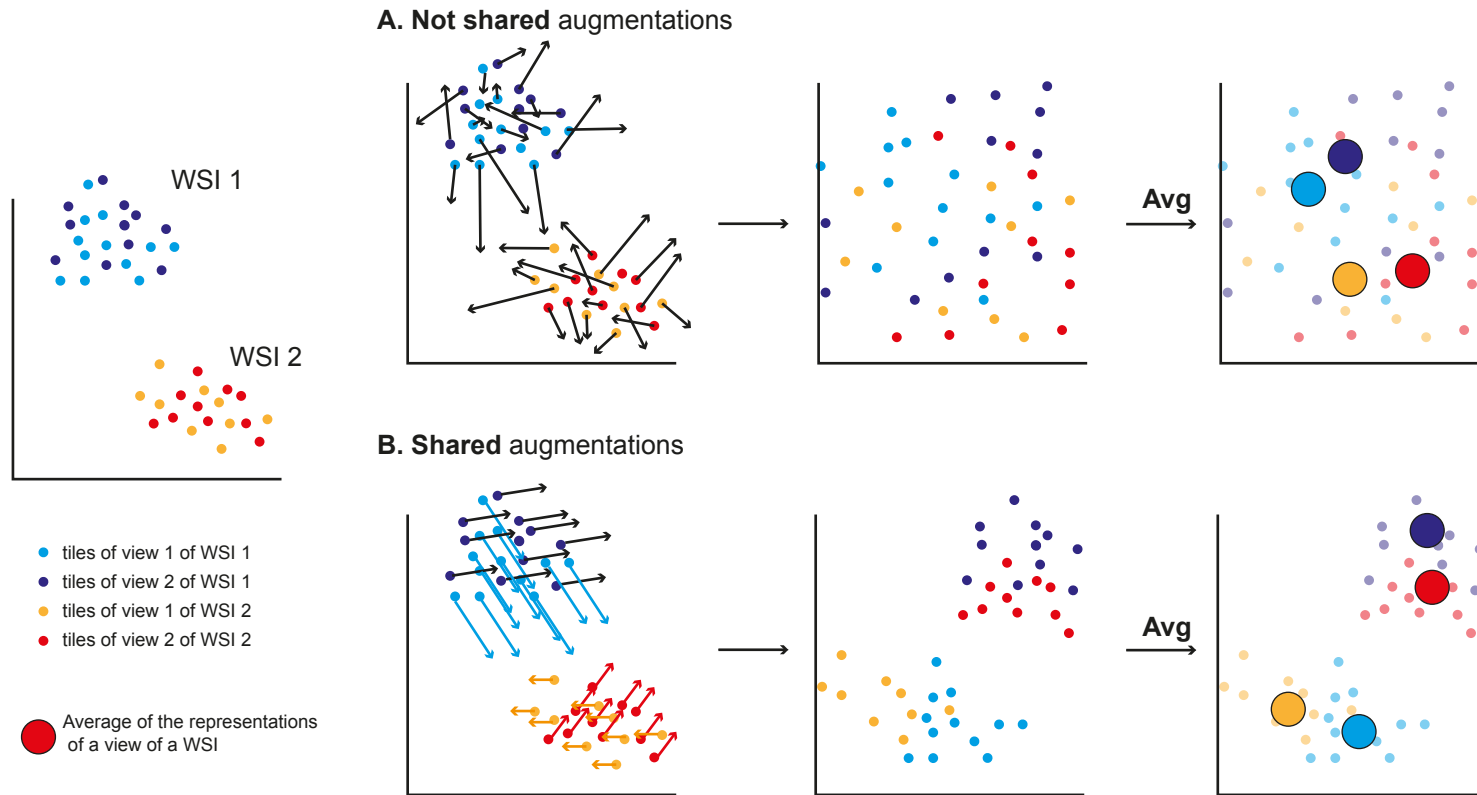 A. Not shared augmentations
WSI 1
WSI 2
Avg
B. Shared augmentations
tiles of view 1 of WSI 1
tiles of view 2 of WSI 1
tiles of view 1 of WSI 2
tiles of view 2 of WSI 2
Average of the representations
of a view of a WSI
Avg